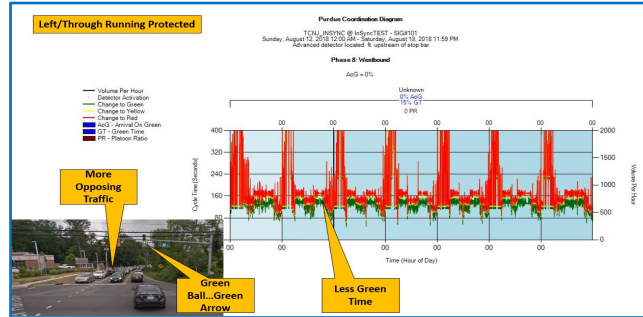 Left/Through Running Protected
Purdue Coordination Diagram
TCNJ_INSYNC @ InSyncTEST - SIG#101
Sunday, August 12, 2018 12:00 AM - Saturday, August 18, 2018 11:59 PM
Advanced detector located ft. upstream of stop bar
Phase 8: Westbound
AoG = 0%
Volume Per Hour
Detector Activation
Change to Green
Change to Yellow
Change to Red
AoG - Arrival On Green
GT - Green Time
PR - Platoon Ratio
Unknown
0% AoG
15% GT
0 PR
00 00 00 00 00 00 00 00
400
320
240
160
80
Cycle Time (Seconds)
2000
1500
1000
500
0
Volume Per Hour
00 00 00 00 00 00 00
Time (Hour of Day)
More
Opposing
Traffic
Green
Ball...Green
Arrow
Less Green
Time